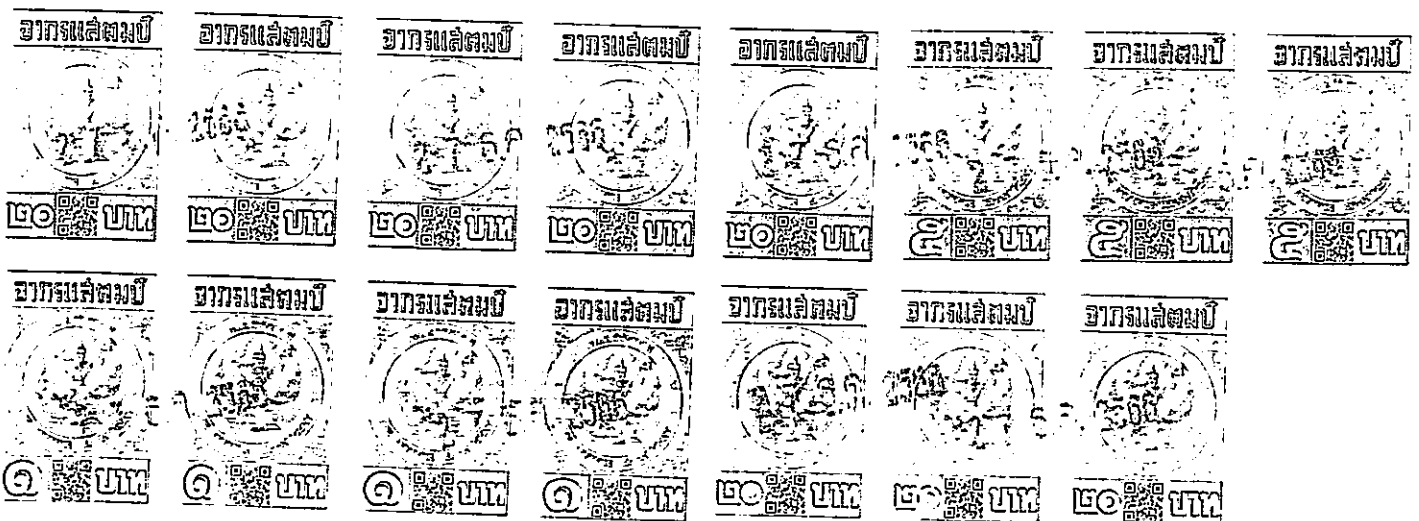 อากรแสตมป์ อากรแสตมป์ อากรแสตมป์ อากรแสตมป์ อากรแสตมป์ อากรแสตมป์ อากรแสตมป์ อากรแสตมป์
๒๐ บาท ๒๐ บาท ๒๐ บาท ๒๐ บาท ๒๐ บาท ๕ บาท ๕ บาท ๕ บาท
อากรแสตมป์ อากรแสตมป์ อากรแสตมป์ อากรแสตมป์ อากรแสตมป์ อากรแสตมป์ อากรแสตมป์
๑ บาท ๑ บาท ๑ บาท ๑ บาท ๒๐ บาท ๒๐ บาท ๒๐ บาท